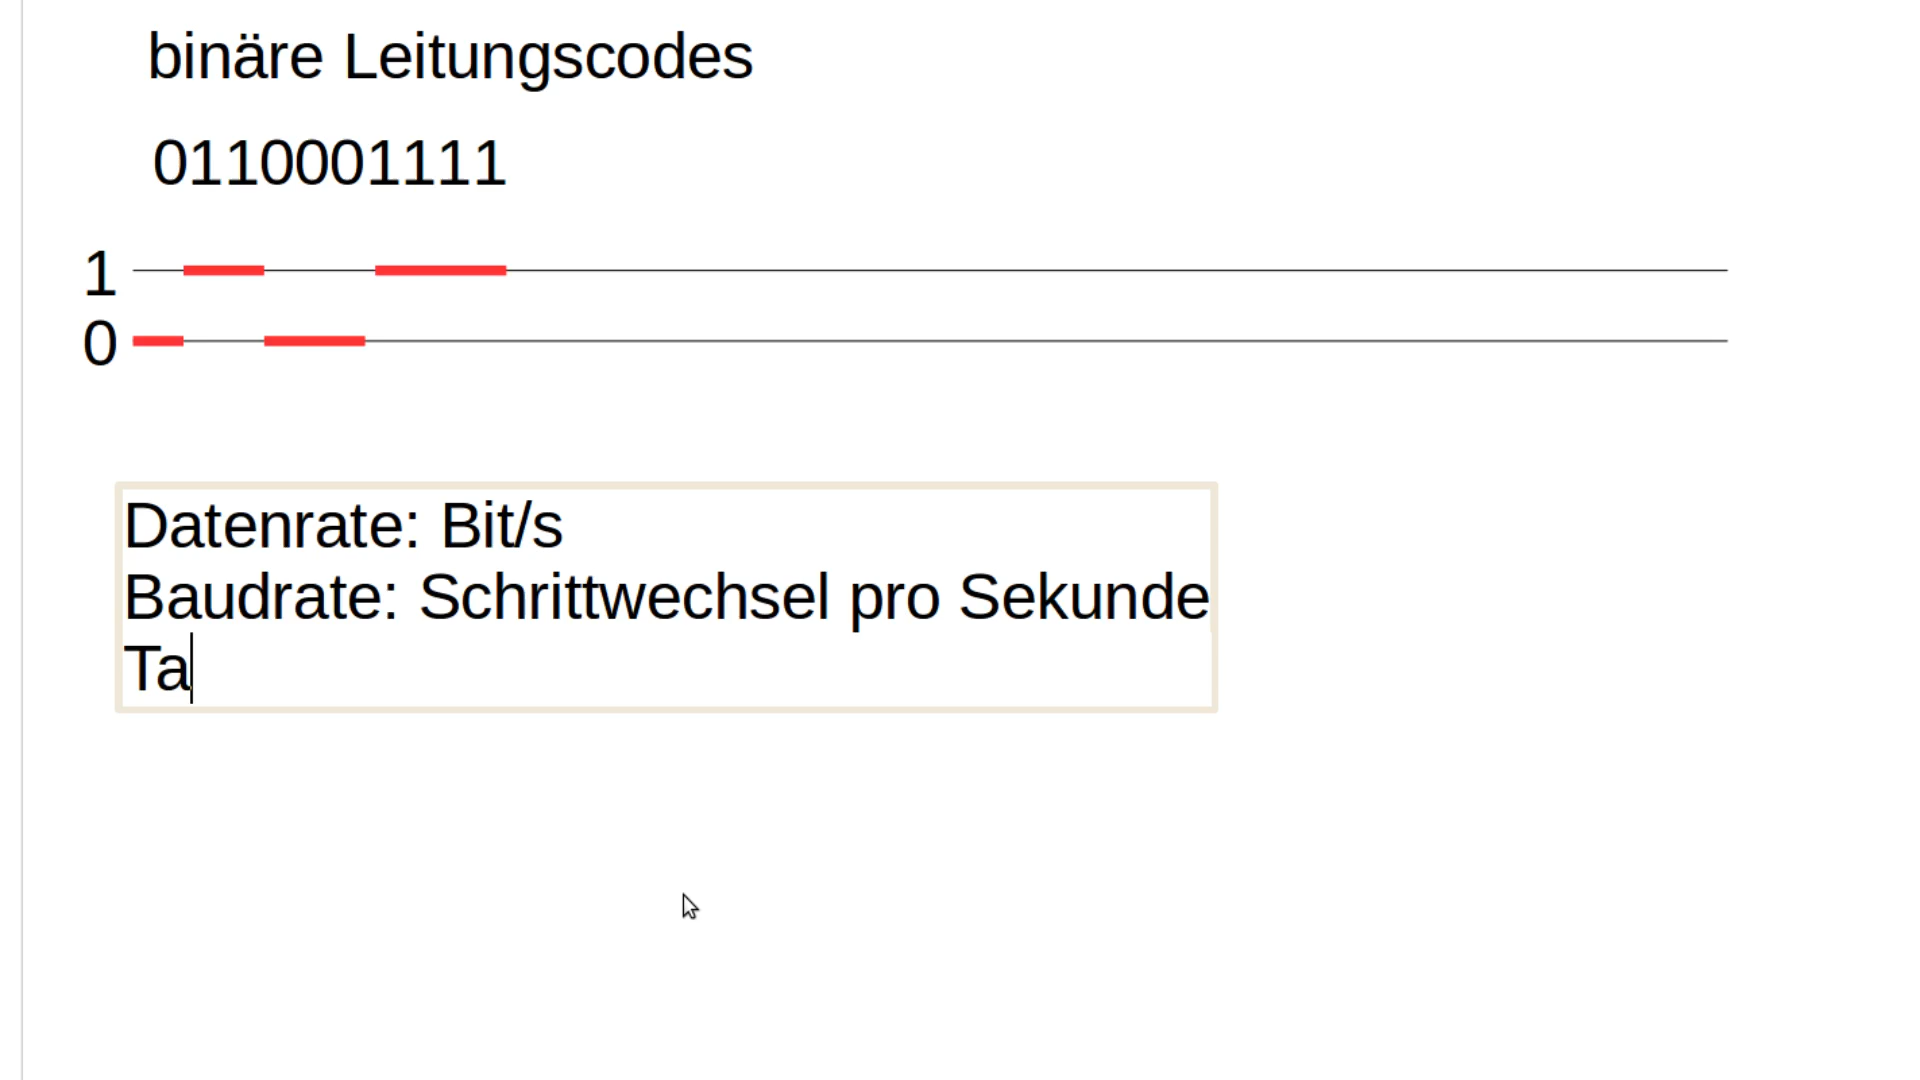 binäre Leitungscodes
0110001111
1
0
Datenrate: Bit/s
Baudrate: Schrittwechsel pro Sekunde
Ta